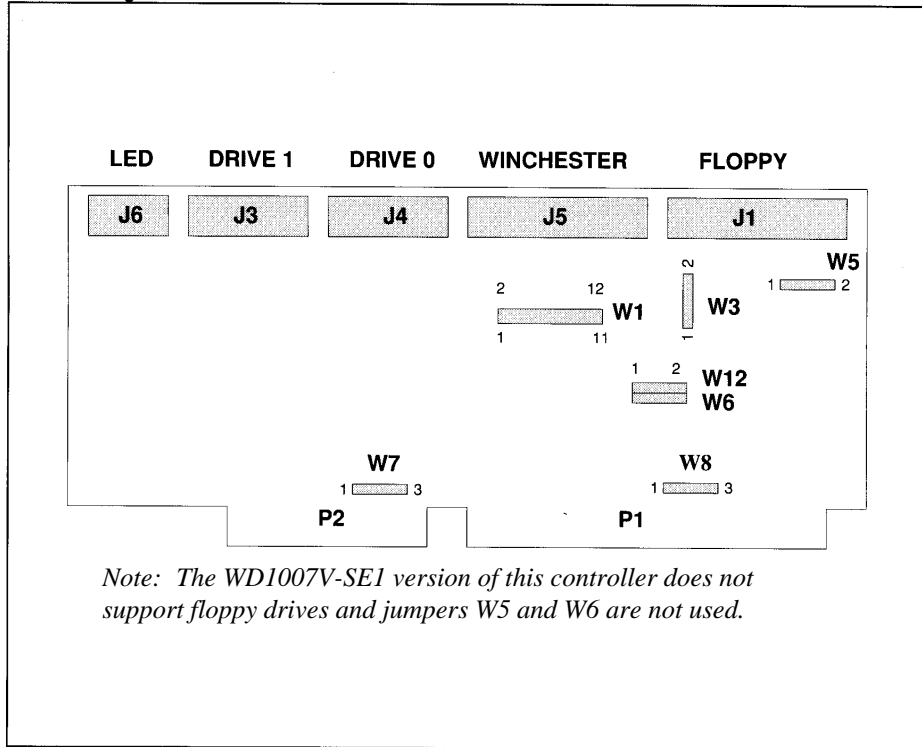 LED DRIVE 1 DRIVE 0 WINCHESTER FLOPPY
J6 J3 J4 J5 J1
W5
1 2
2
W3
1
2 12
W1
1 11
1 2
W12
W6
W7
1 3
W8
1 3
P2 P1
Note: The WD1007V-SE1 version of this controller does not
support floppy drives and jumpers W5 and W6 are not used.